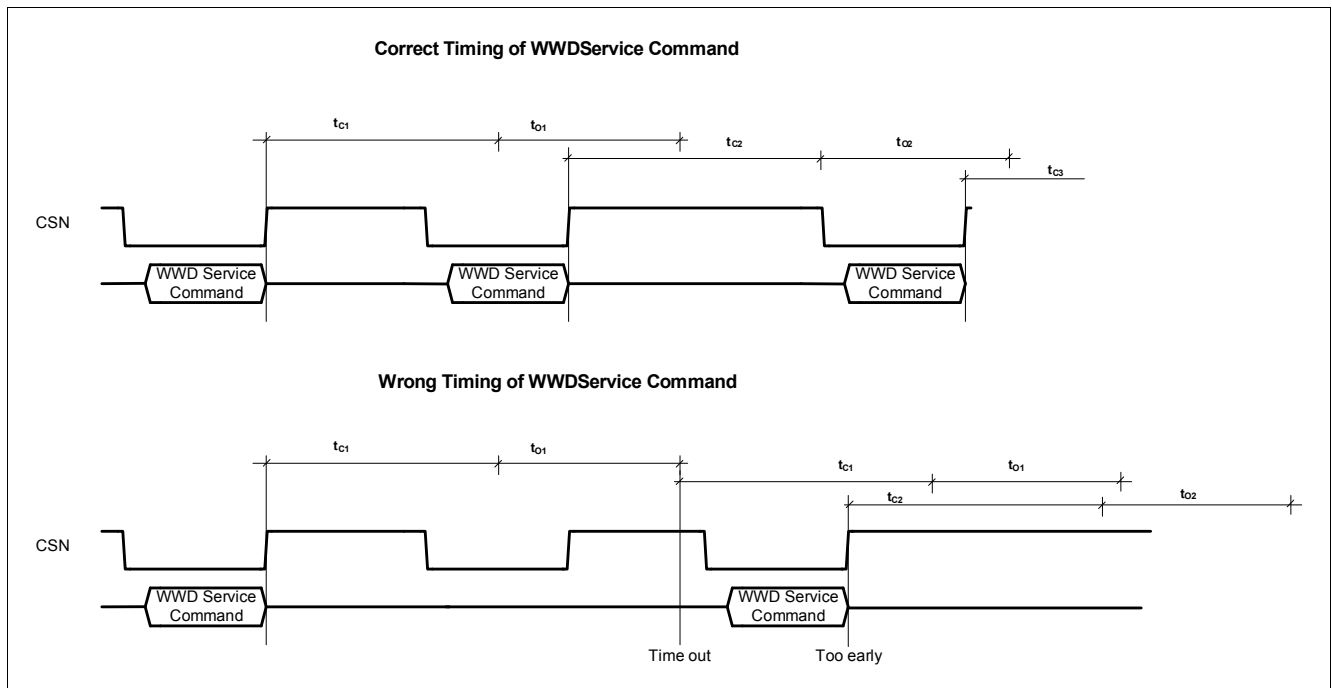 Correct Timing of WWDService Command
tC1
tO1
tC2
tO2
tC3
CSN
WWD Service
Command
WWD Service
Command
WWD Service
Command
Wrong Timing of WWDService Command
tC1
tO1
tC1
tO1
tC2
tO2
CSN
WWD Service
Command
WWD Service
Command
Time out
Too early